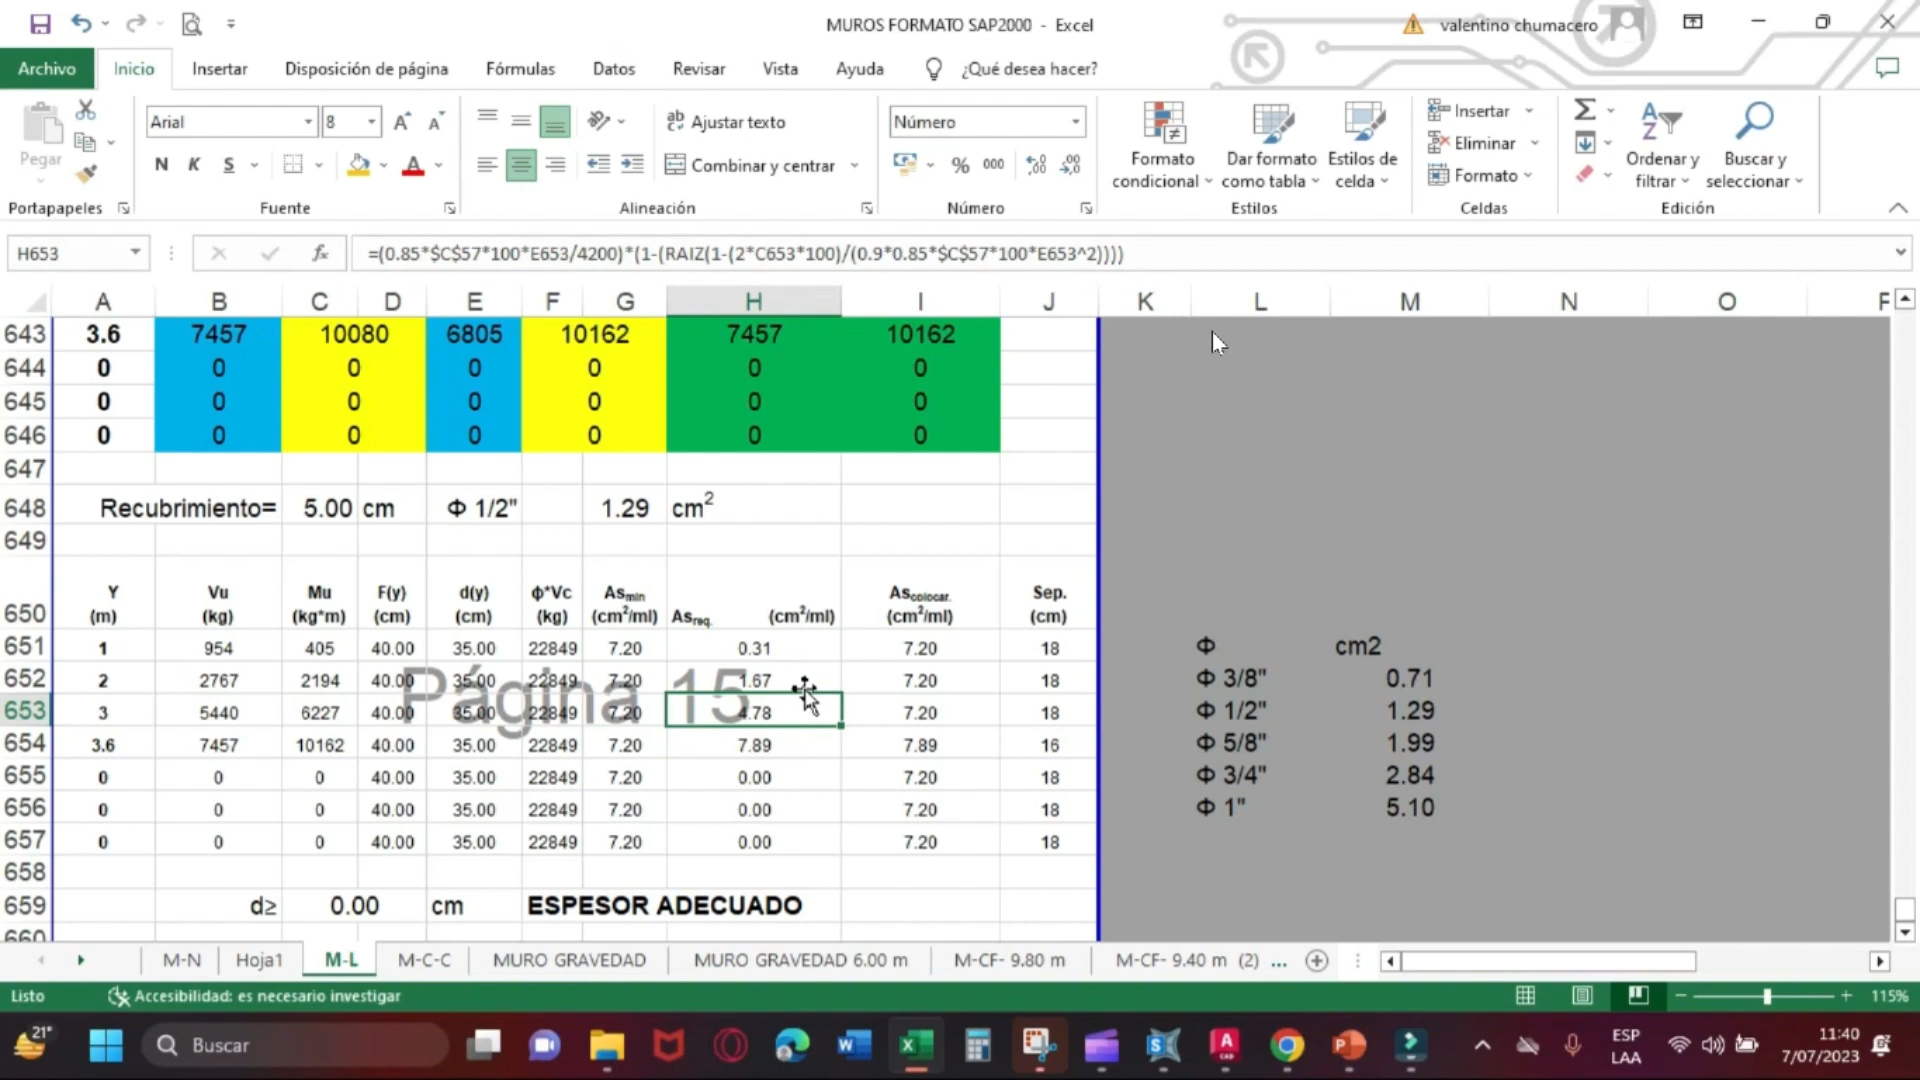 MUROS FORMATO SAP2000 - Excel
valentino chumacero
Archivo Inicio Insertar Disposición de página Fórmulas Datos Revisar Vista Ayuda ¿Qué desea hacer?
Pegar
Arial 8
N K S
Ajustar texto
Combinar y centrar
Número
% 000
Formato condicional
Dar formato como tabla
Estilos de celda
Insertar
Eliminar
Formato
Ordenar y filtrar
Buscar y seleccionar
Portapapeles Fuente Alineación Número Estilos Celdas Edición
H653 fx =(0.85*$C$57*100*E653/4200)*(1-(RAIZ(1-(2*C653*100)/(0.9*0.85*$C$57*100*E653^2))))
A B C D E F G H I J K L M N O
643 3.6 7457 10080 6805 10162 7457 10162
644 0 0 0 0 0 0 0
645 0 0 0 0 0 0 0
646 0 0 0 0 0 0 0
647
648 Recubrimiento= 5.00 cm Φ 1/2" 1.29 cm2
649
Y Vu Mu F(y) d(y) ϕ*Vc Asmin Ascolocar. Sep.
650 (m) (kg) (kg*m) (cm) (cm) (kg) (cm2/ml) Asreq. (cm2/ml) (cm2/ml) (cm)
651 1 954 405 40.00 35.00 22849 7.20 0.31 7.20 18 Φ cm2
652 2 2767 2194 40.00 35.00 22849 7.20 1.67 7.20 18 Φ 3/8" 0.71
653 3 5440 6227 40.00 35.00 22849 7.20 4.78 7.20 18 Φ 1/2" 1.29
654 3.6 7457 10162 40.00 35.00 22849 7.20 7.89 7.89 16 Φ 5/8" 1.99
655 0 0 0 40.00 35.00 22849 7.20 0.00 7.20 18 Φ 3/4" 2.84
656 0 0 0 40.00 35.00 22849 7.20 0.00 7.20 18 Φ 1" 5.10
657 0 0 0 40.00 35.00 22849 7.20 0.00 7.20 18
Página 15
658
659 d≥ 0.00 cm ESPESOR ADECUADO
660
M-N Hoja1 M-L M-C-C MURO GRAVEDAD MURO GRAVEDAD 6.00 m M-CF- 9.80 m M-CF- 9.40 m (2) ...
Listo Accesibilidad: es necesario investigar 115%
21° Buscar ESP LAA 11:40 7/07/2023